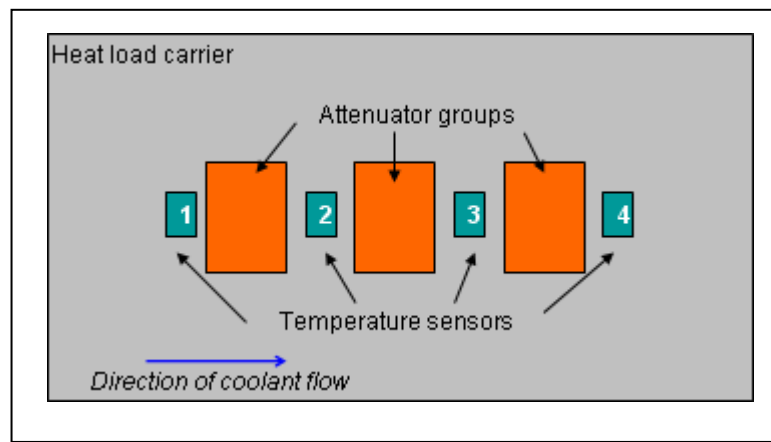 Heat load carrier
Attenuator groups
1 2 3 4
Temperature sensors
Direction of coolant flow